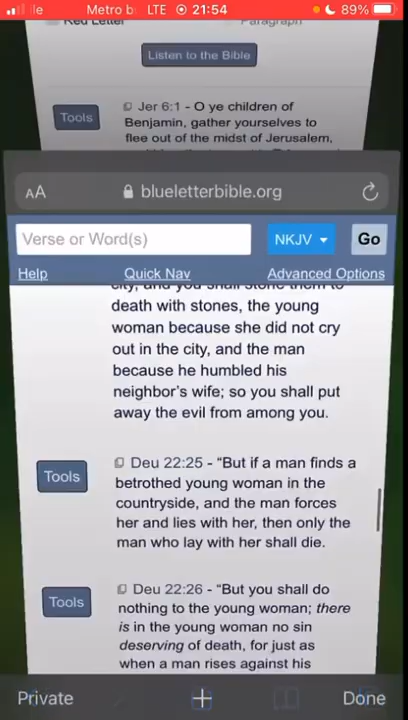 Metro b LTE 21:54 89%
Red Letter Paragraph
Listen to the Bible
Tools
Jer 6:1 - O ye children of
Benjamin, gather yourselves to
flee out of the midst of Jerusalem,
AA blueletterbible.org
Verse or Word(s) NKJV Go
Help Quick Nav Advanced Options
city, and you shall stone them to
death with stones, the young
woman because she did not cry
out in the city, and the man
because he humbled his
neighbor's wife; so you shall put
away the evil from among you.
Tools
Deu 22:25 - “But if a man finds a
betrothed young woman in the
countryside, and the man forces
her and lies with her, then only the
man who lay with her shall die.
Tools
Deu 22:26 - “But you shall do
nothing to the young woman; there
is in the young woman no sin
deserving of death, for just as
when a man rises against his
Private + Done